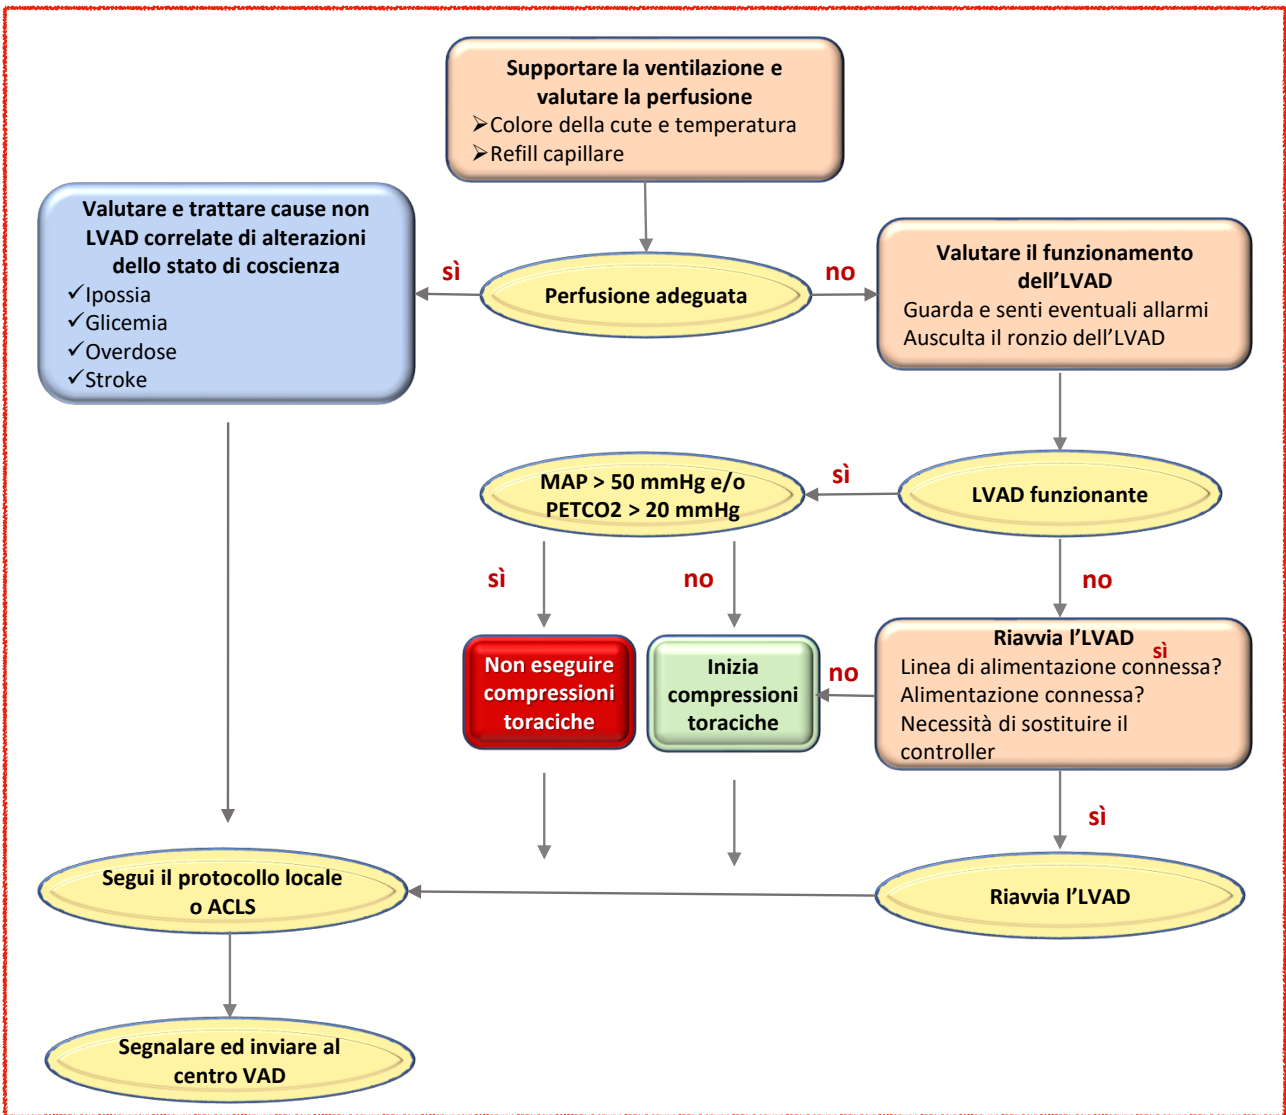 Supportare la ventilazione e
valutare la perfusione
➢Colore della cute e temperatura
➢Refill capillare
Valutare e trattare cause non
LVAD correlate di alterazioni
dello stato di coscienza
✓Ipossia
✓Glicemia
✓Overdose
✓Stroke
sì
Perfusione adeguata
no
Valutare il funzionamento
dell’LVAD
Guarda e senti eventuali allarmi
Ausculta il ronzio dell’LVAD
MAP > 50 mmHg e/o
PETCO2 > 20 mmHg
sì
LVAD funzionante
sì
no
no
Non eseguire
compressioni
toraciche
Inizia
compressioni
toraciche
no
Riavvia l’LVAD
sì
Linea di alimentazione connessa?
Alimentazione connessa?
Necessità di sostituire il
controller
sì
Segui il protocollo locale
o ACLS
Riavvia l’LVAD
Segnalare ed inviare al
centro VAD